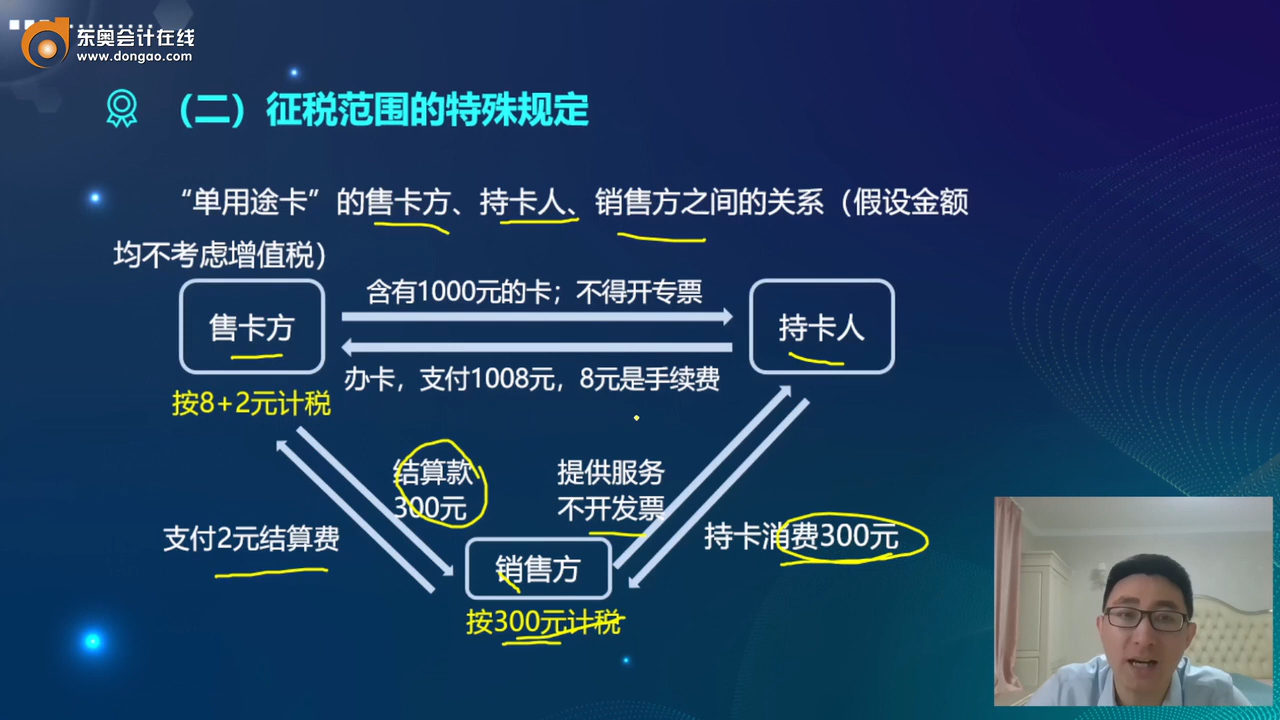 东奥会计在线
www.dongao.com
（二）征税范围的特殊规定
“单用途卡”的售卡方、持卡人、销售方之间的关系（假设金额
均不考虑增值税）
售卡方
含有1000元的卡；不得开专票
持卡人
办卡，支付1008元，8元是手续费
按8+2元计税
结算款
300元
提供服务
不开发票
支付2元结算费
持卡消费300元
销售方
按300元计税